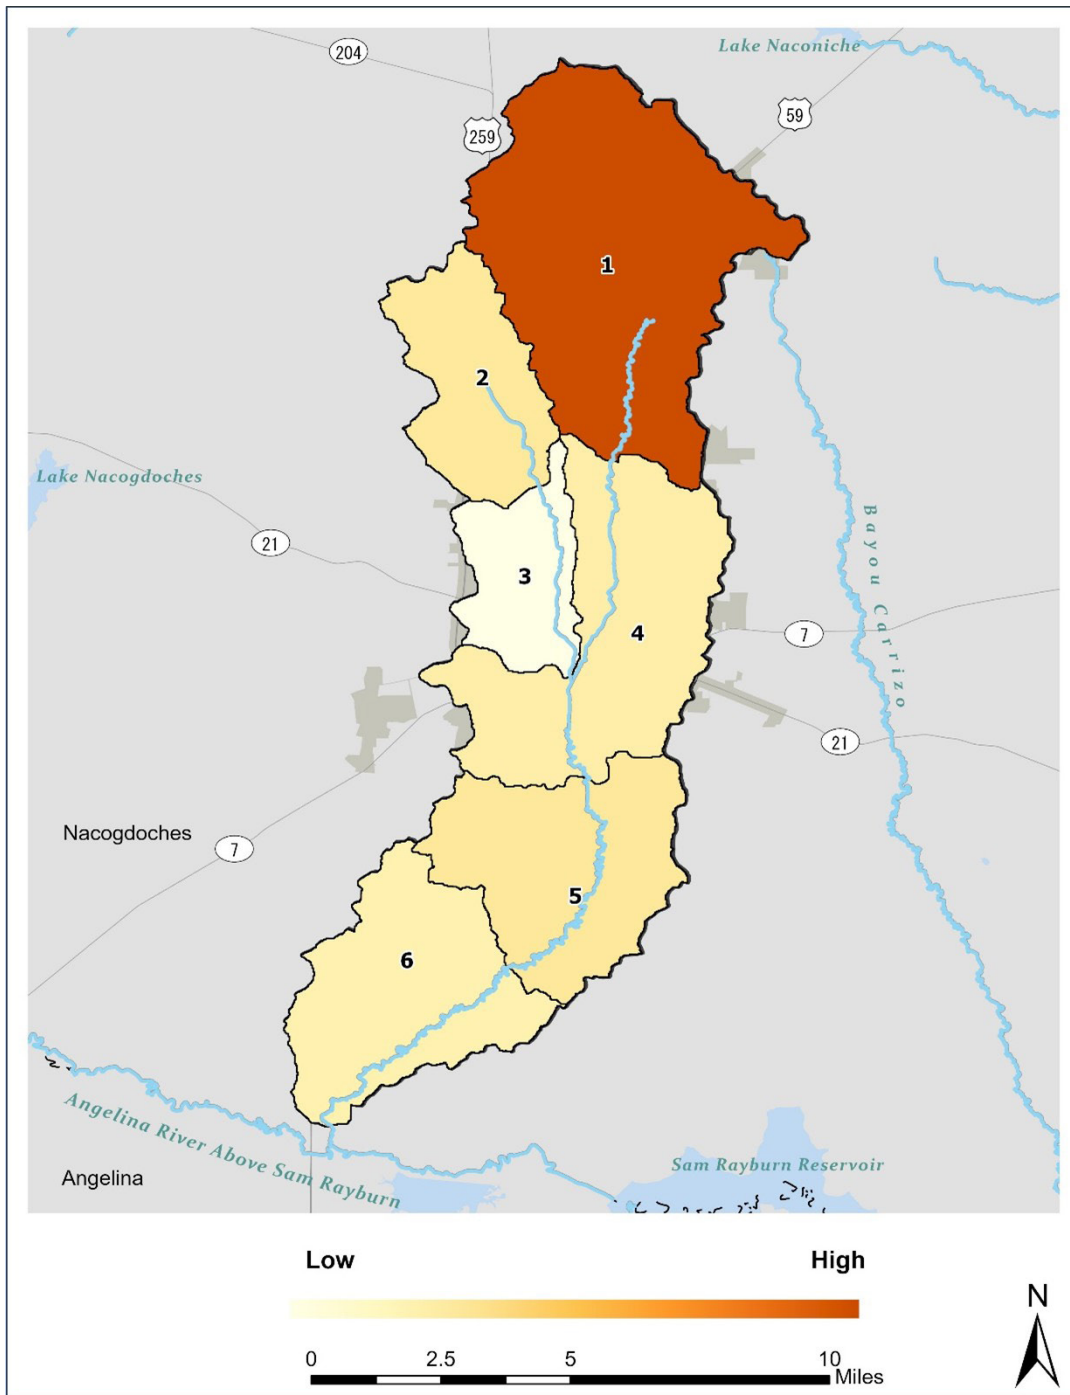 Lake Naconiche
204
59
259
1
2
Lake Nacogdoches
21
3
4
7
Bayou Carrizo
21
Nacogdoches
7
5
6
Angelina River Above Sam Rayburn
Angelina
Sam Rayburn Reservoir
Low High
N
0 2.5 5 10
Miles